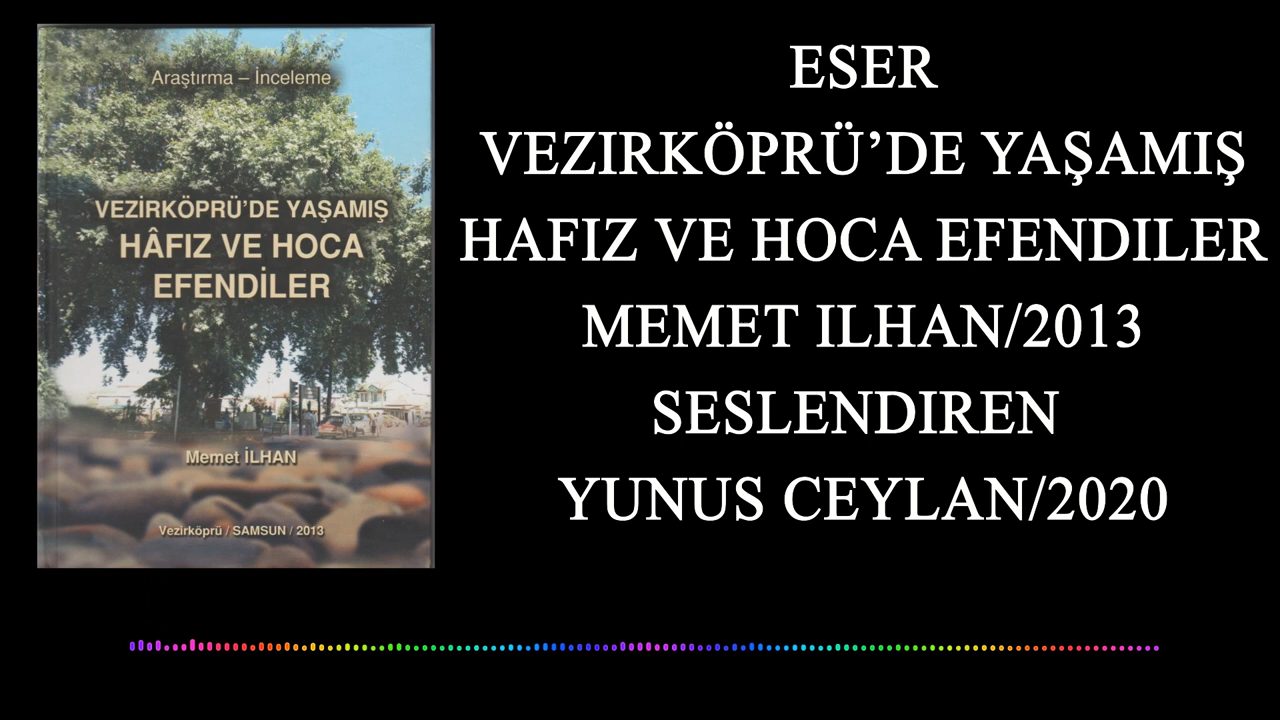 Araştırma – İnceleme
VEZİRKÖPRÜ'DE YAŞAMIŞ
HÂFIZ VE HOCA
EFENDİLER
Memet İLHAN
Vezirköprü / SAMSUN / 2013
ESER
VEZIRKÖPRÜ’DE YAŞAMIŞ
HAFIZ VE HOCA EFENDILER
MEMET ILHAN/2013
SESLENDIREN
YUNUS CEYLAN/2020